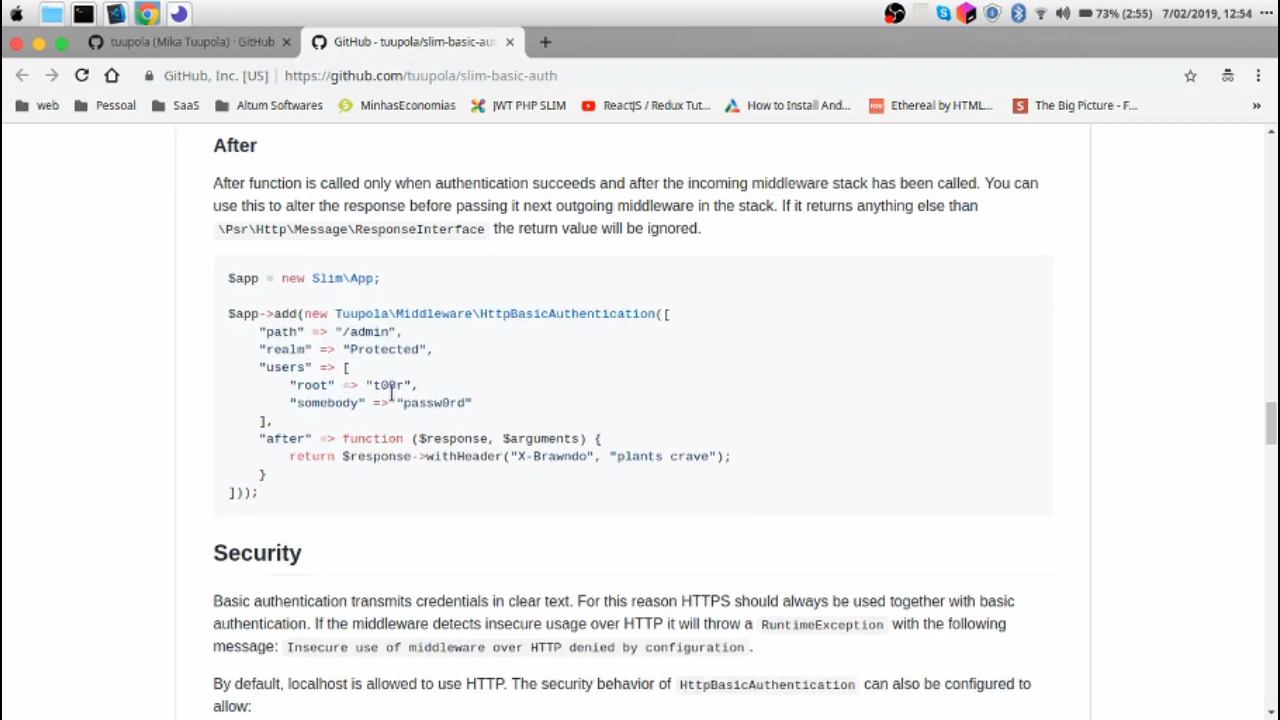 73% (2:55) 7/02/2019, 12:54
tuupola (Mika Tuupola) · GitHub
GitHub - tuupola/slim-basic-au
GitHub, Inc. [US] https://github.com/tuupola/slim-basic-auth
web Pessoal SaaS Altum Softwares MinhasEconomias JWT PHP SLIM ReactJS / Redux Tut... How to Install And... Ethereal by HTML... The Big Picture - F... »
After
After function is called only when authentication succeeds and after the incoming middleware stack has been called. You can
use this to alter the response before passing it next outgoing middleware in the stack. If it returns anything else than
\Psr\Http\Message\ResponseInterface the return value will be ignored.
$app = new Slim\App;
$app->add(new Tuupola\Middleware\HttpBasicAuthentication([
"path" => "/admin",
"realm" => "Protected",
"users" => [
"root" => "t00r",
"somebody" => "passw0rd"
],
"after" => function ($response, $arguments) {
return $response->withHeader("X-Brawndo", "plants crave");
}
]));
Security
Basic authentication transmits credentials in clear text. For this reason HTTPS should always be used together with basic
authentication. If the middleware detects insecure usage over HTTP it will throw a RuntimeException with the following
message: Insecure use of middleware over HTTP denied by configuration .
By default, localhost is allowed to use HTTP. The security behavior of HttpBasicAuthentication can also be configured to
allow: